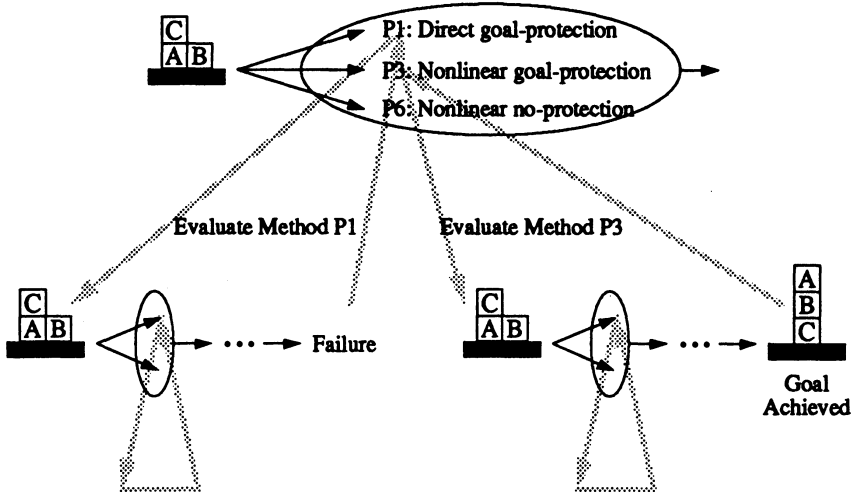 C
A B
P1: Direct goal-protection
P3: Nonlinear goal-protection
P6: Nonlinear no-protection
Evaluate Method P1
Evaluate Method P3
C
A B
Failure
C
A B
A
B
C
Goal
Achieved